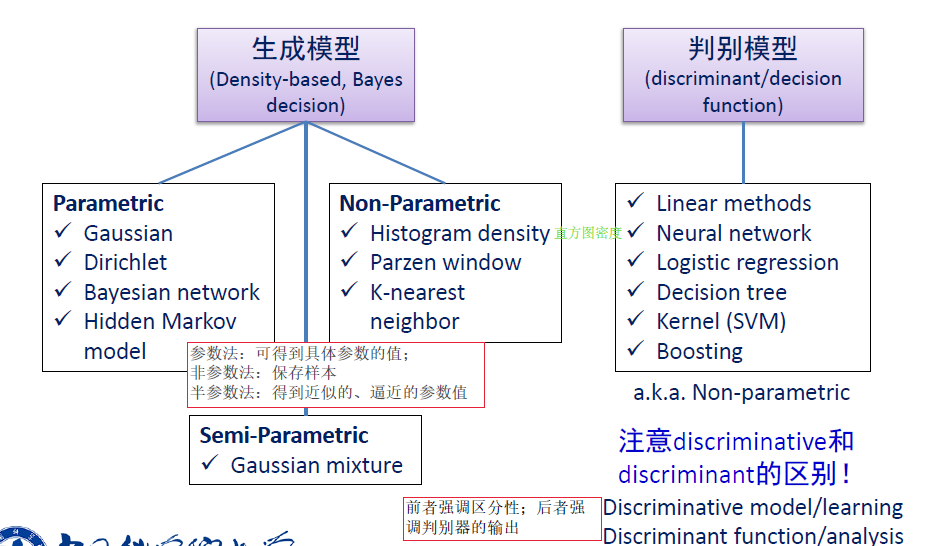 生成模型
(Density-based, Bayes
decision)
判别模型
(discriminant/decision
function)
Parametric
✓ Gaussian
✓ Dirichlet
✓ Bayesian network
✓ Hidden Markov
model
Non-Parametric
✓ Histogram density
直方图密度
✓ Parzen window
✓ K-nearest
neighbor
✓ Linear methods
✓ Neural network
✓ Logistic regression
✓ Decision tree
✓ Kernel (SVM)
✓ Boosting
参数法：可得到具体参数的值；
非参数法：保存样本
半参数法：得到近似的、逼近的参数值
a.k.a. Non-parametric
Semi-Parametric
✓ Gaussian mixture
注意discriminative和
discriminant的区别！
前者强调区分性；后者强
调判别器的输出
Discriminative model/learning
Discriminant function/analysis